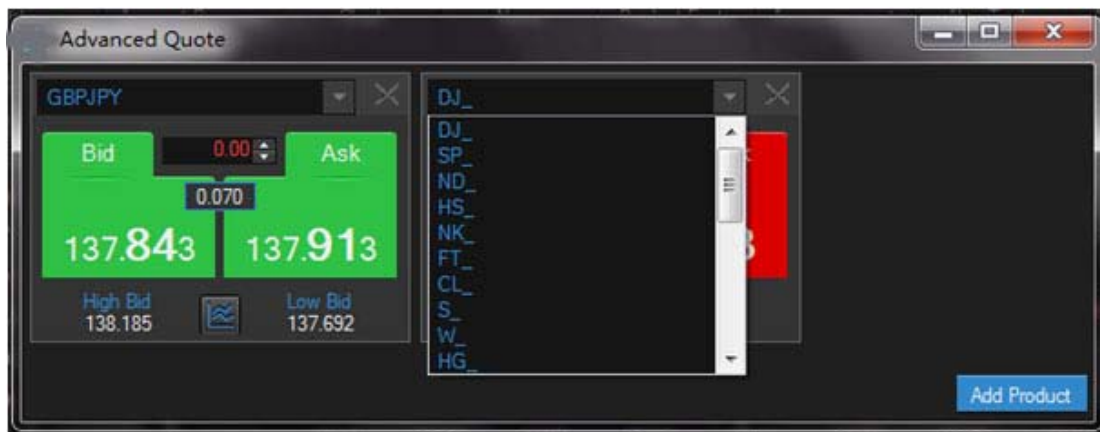 Advanced Quote
GBPJPY
Bid
0.00
Ask
0.070
137.843
137.913
High Bid
Low Bid
138.185
137.692
DJ_
DJ_
SP_
ND_
HS_
NK_
FT_
CL_
S_
W_
HG_
Add Product